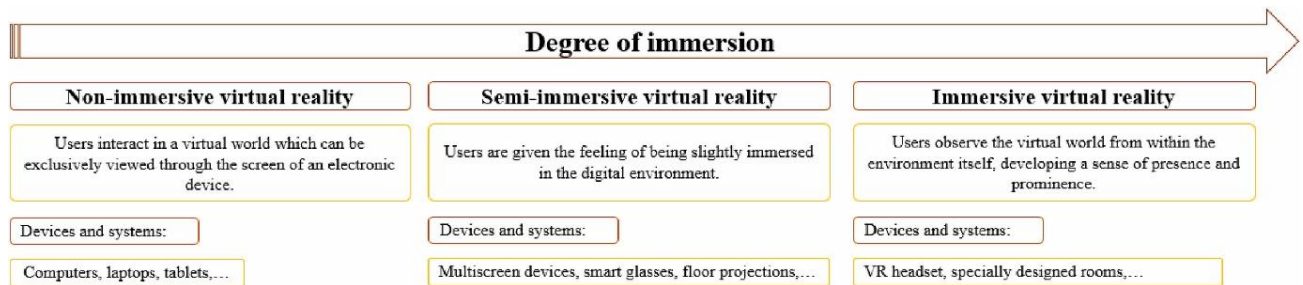 Degree of immersion
Non-immersive virtual reality
Users interact in a virtual world which can be
exclusively viewed through the screen of an electronic
device.
Devices and systems:
Computers, laptops, tablets,…
Semi-immersive virtual reality
Users are given the feeling of being slightly immersed
in the digital environment.
Devices and systems:
Multiscreen devices, smart glasses, floor projections,…
Immersive virtual reality
Users observe the virtual world from within the
environment itself, developing a sense of presence and
prominence.
Devices and systems:
VR headset, specially designed rooms,…